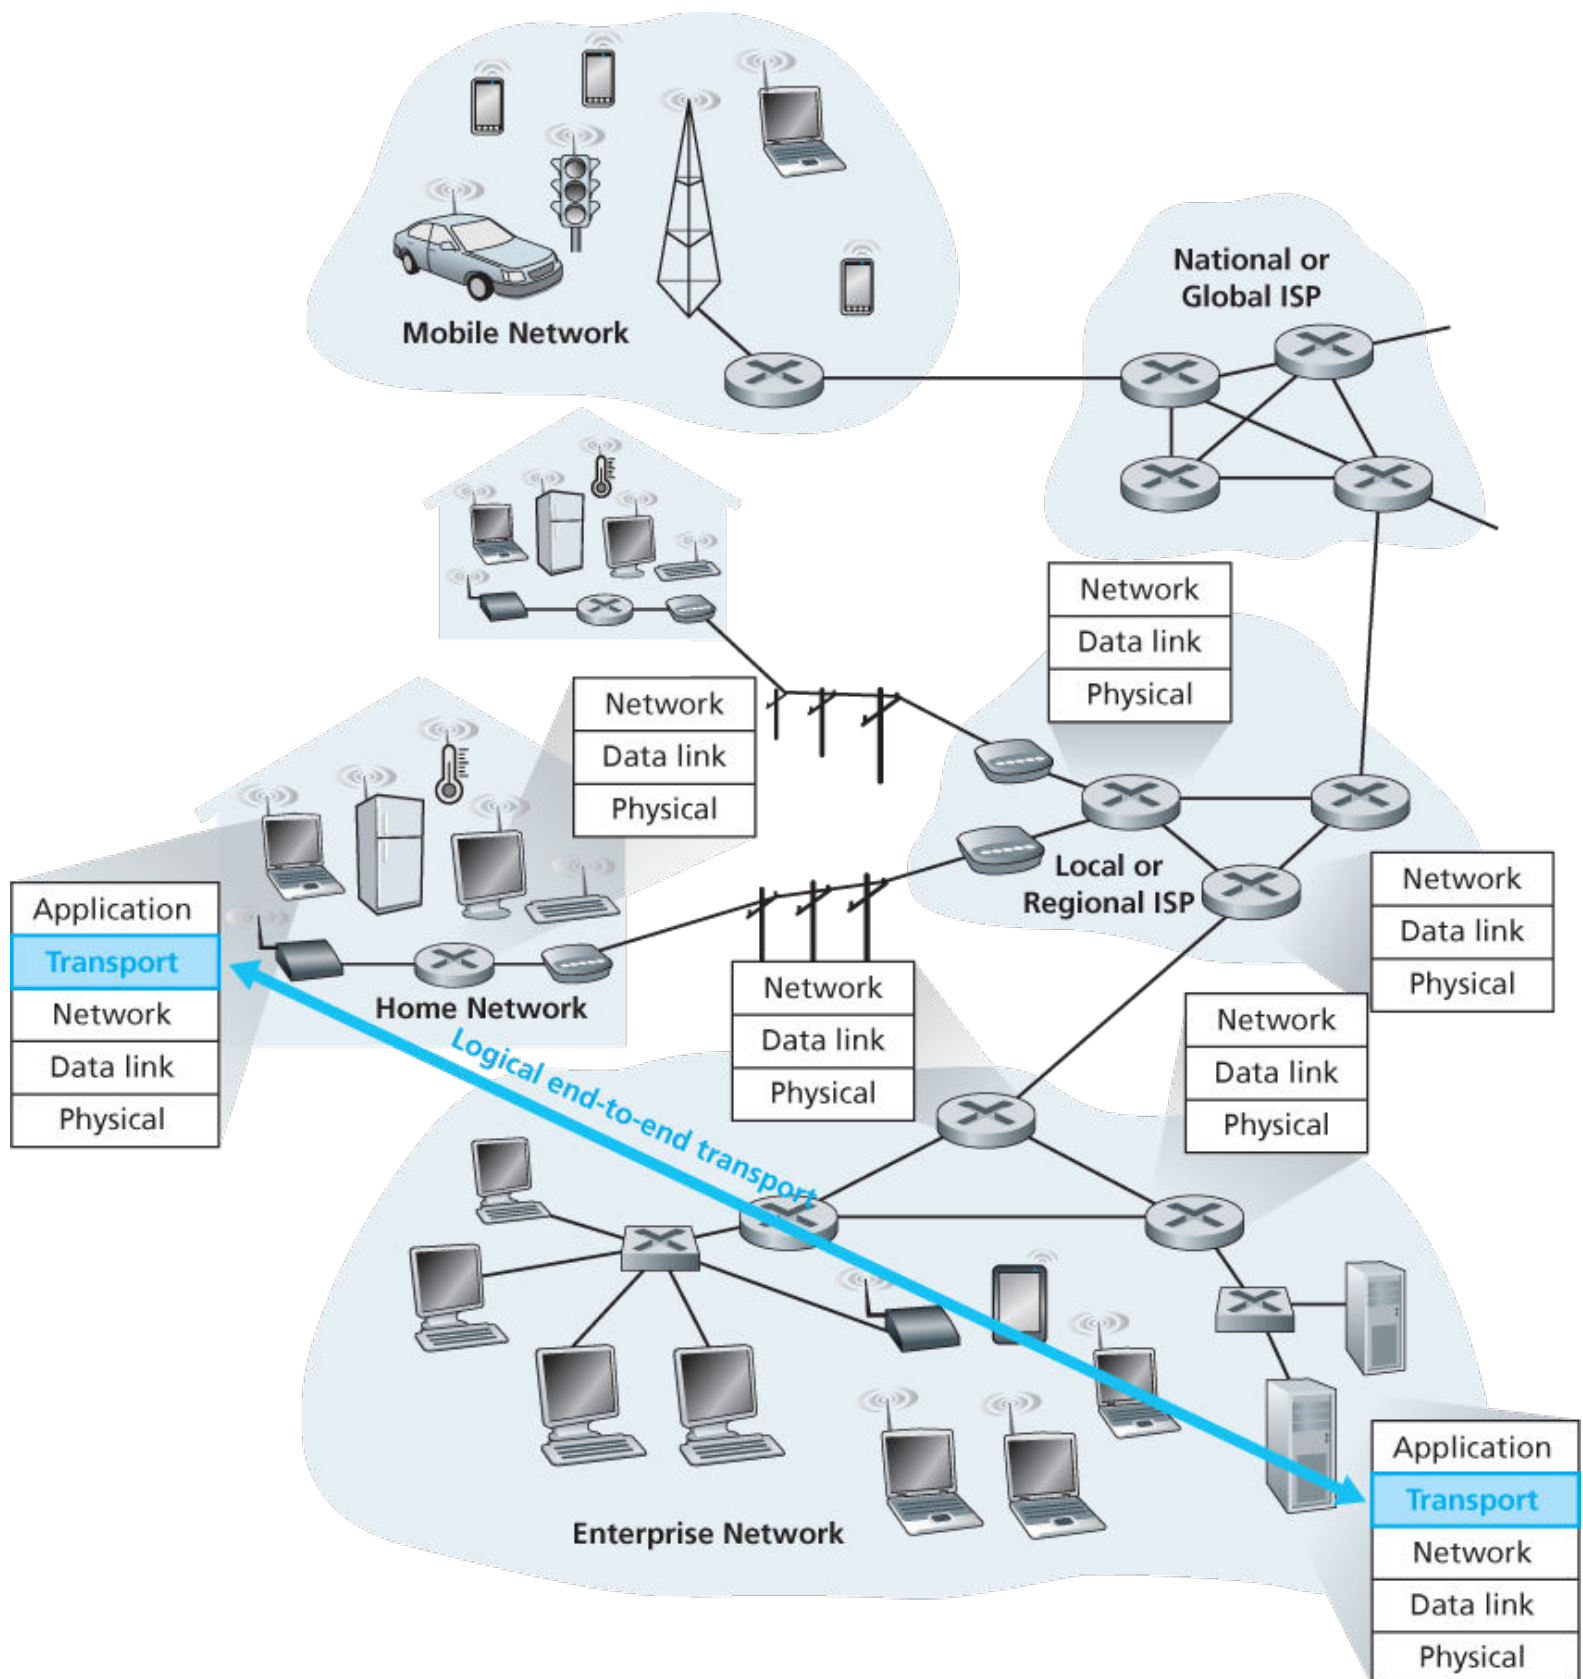 National or
Global ISP
Mobile Network
Network
Data link
Physical
Network
Data link
Physical
Local or
Regional ISP
Network
Data link
Physical
Application
Transport
Network
Data link
Physical
Home Network
Network
Data link
Physical
Network
Data link
Physical
Logical end-to-end transport
Enterprise Network
Application
Transport
Network
Data link
Physical